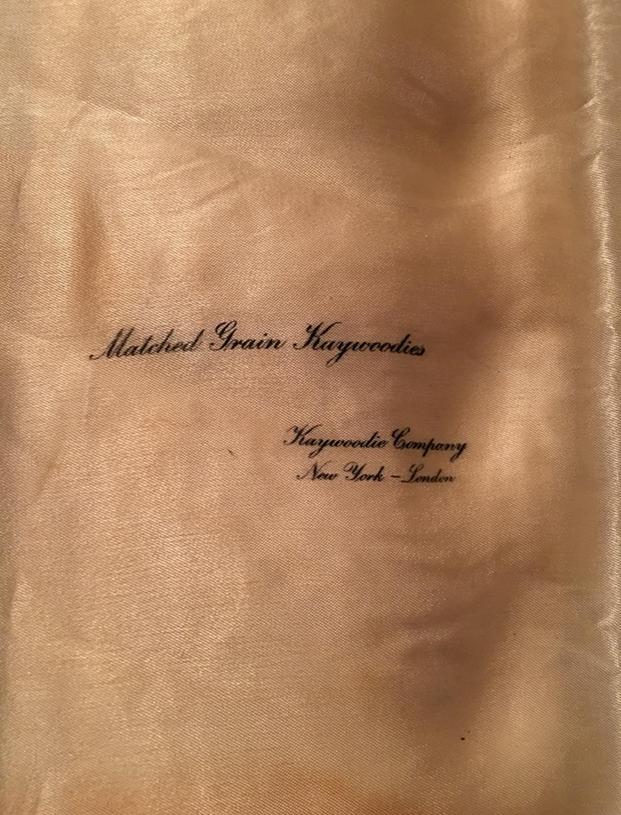 Matched Grain Kaywoodies
Kaywoodie Company
New York – London